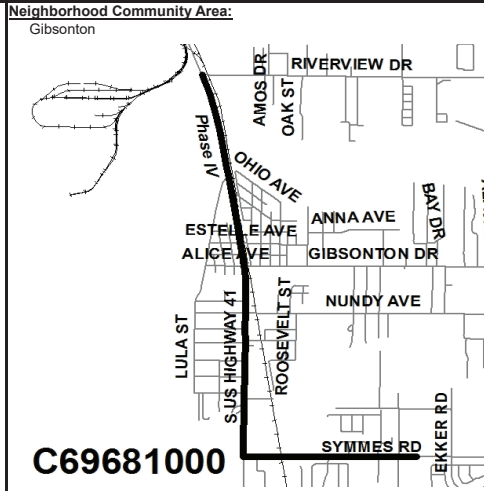 Neighborhood Community Area:
Gibsonton
RIVERVIEW DR
AMOS DR
OAK ST
Phase IV
OHIO AVE
ANNA AVE
BAY DR
ESTELLE AVE
ALICE AVE
GIBSONTON DR
NUNDY AVE
LULA ST
S US HIGHWAY 41
ROOSEVELT ST
SYMMES RD
EKKER RD
C69681000